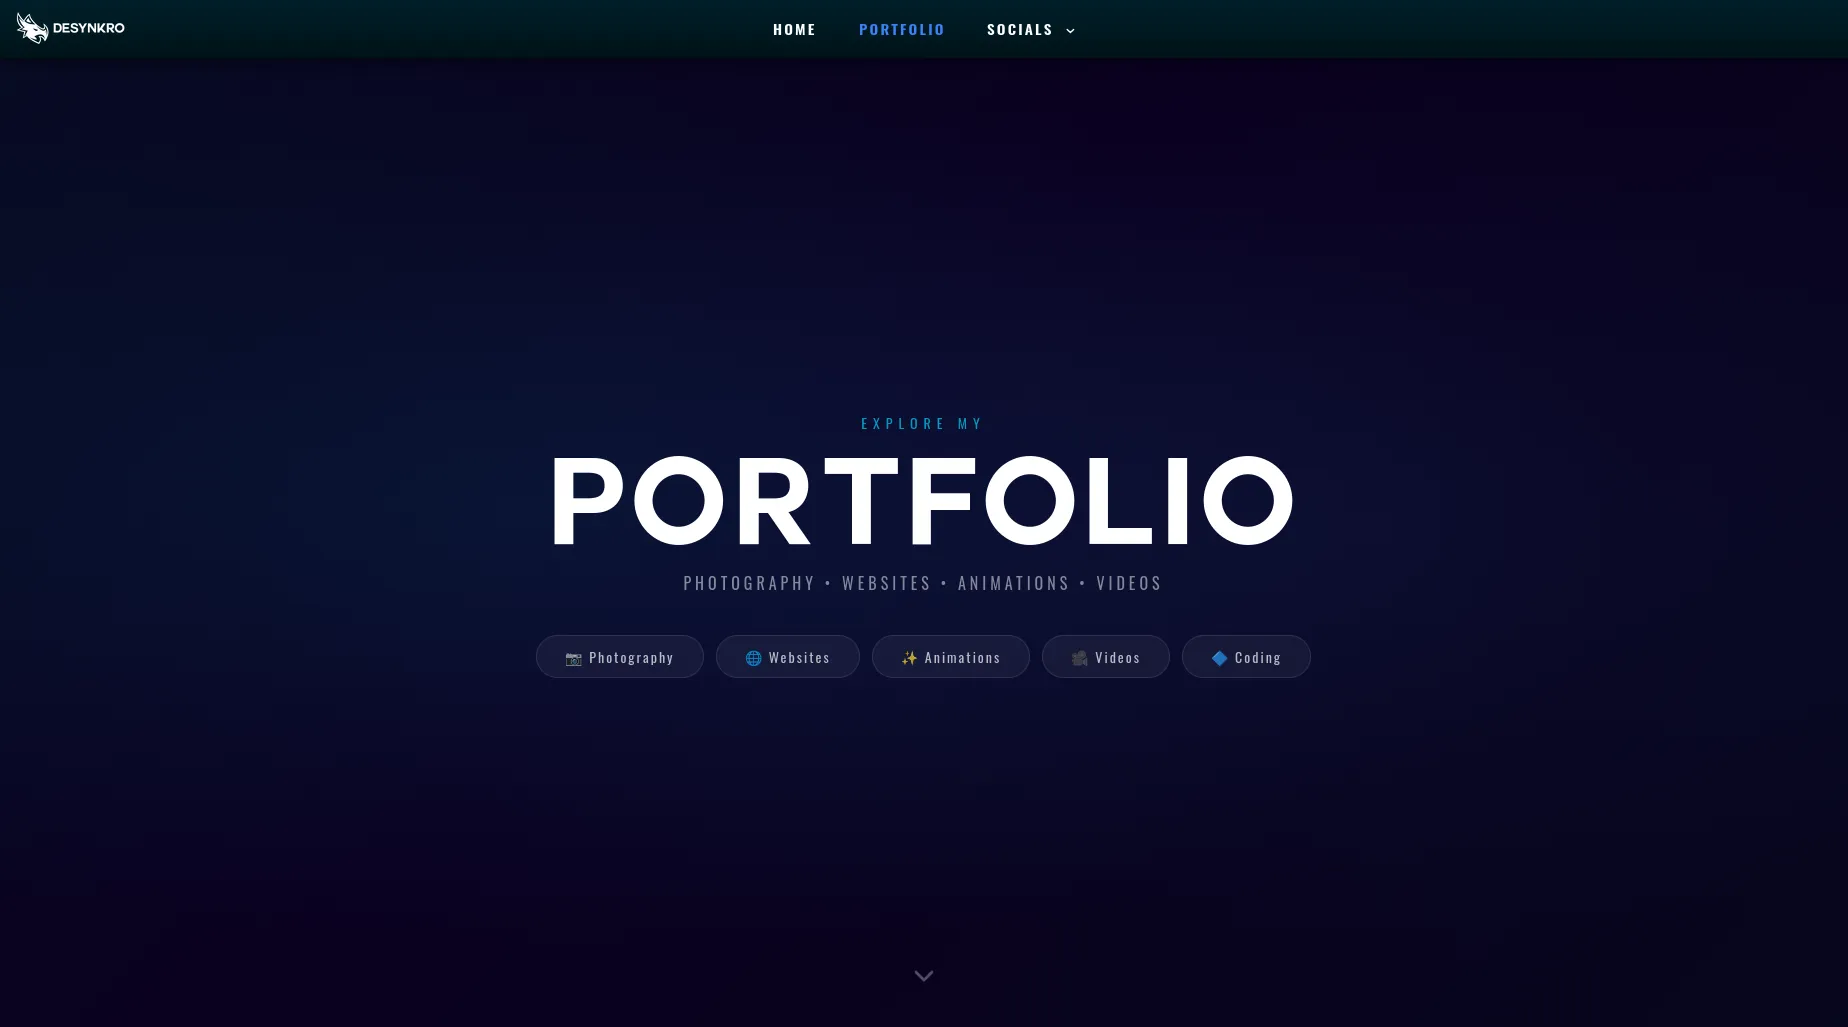 DESYNKRO
HOME PORTFOLIO SOCIALS
EXPLORE MY
PORTFOLIO
PHOTOGRAPHY • WEBSITES • ANIMATIONS • VIDEOS
📷 Photography 🌐 Websites ✨ Animations 🎥 Videos 🔷 Coding